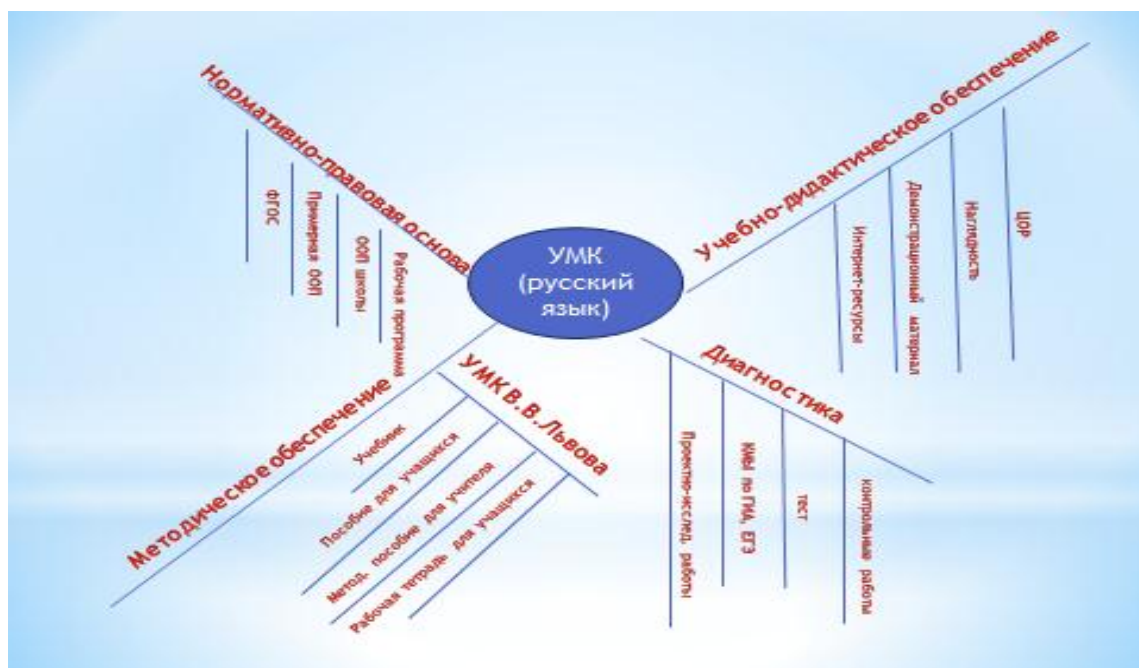 Нормативно-правовая основа
ФГОС
Примерная ООП
ООП школы
Рабочая программа
Учебно-дидактическое обеспечение
Интернет-ресурсы
Демонстрационный материал
Наглядность
ЦОР
УМК
(русский
язык)
Методическое обеспечение
УМК В.В.Львова
Учебник
Пособие для учащихся
Метод. пособие для учителя
Рабочая тетрадь для учащихся
Диагностика
Проектно-исслед. работы
КИМы по ГИА, ЕГЭ
тест
контрольные работы